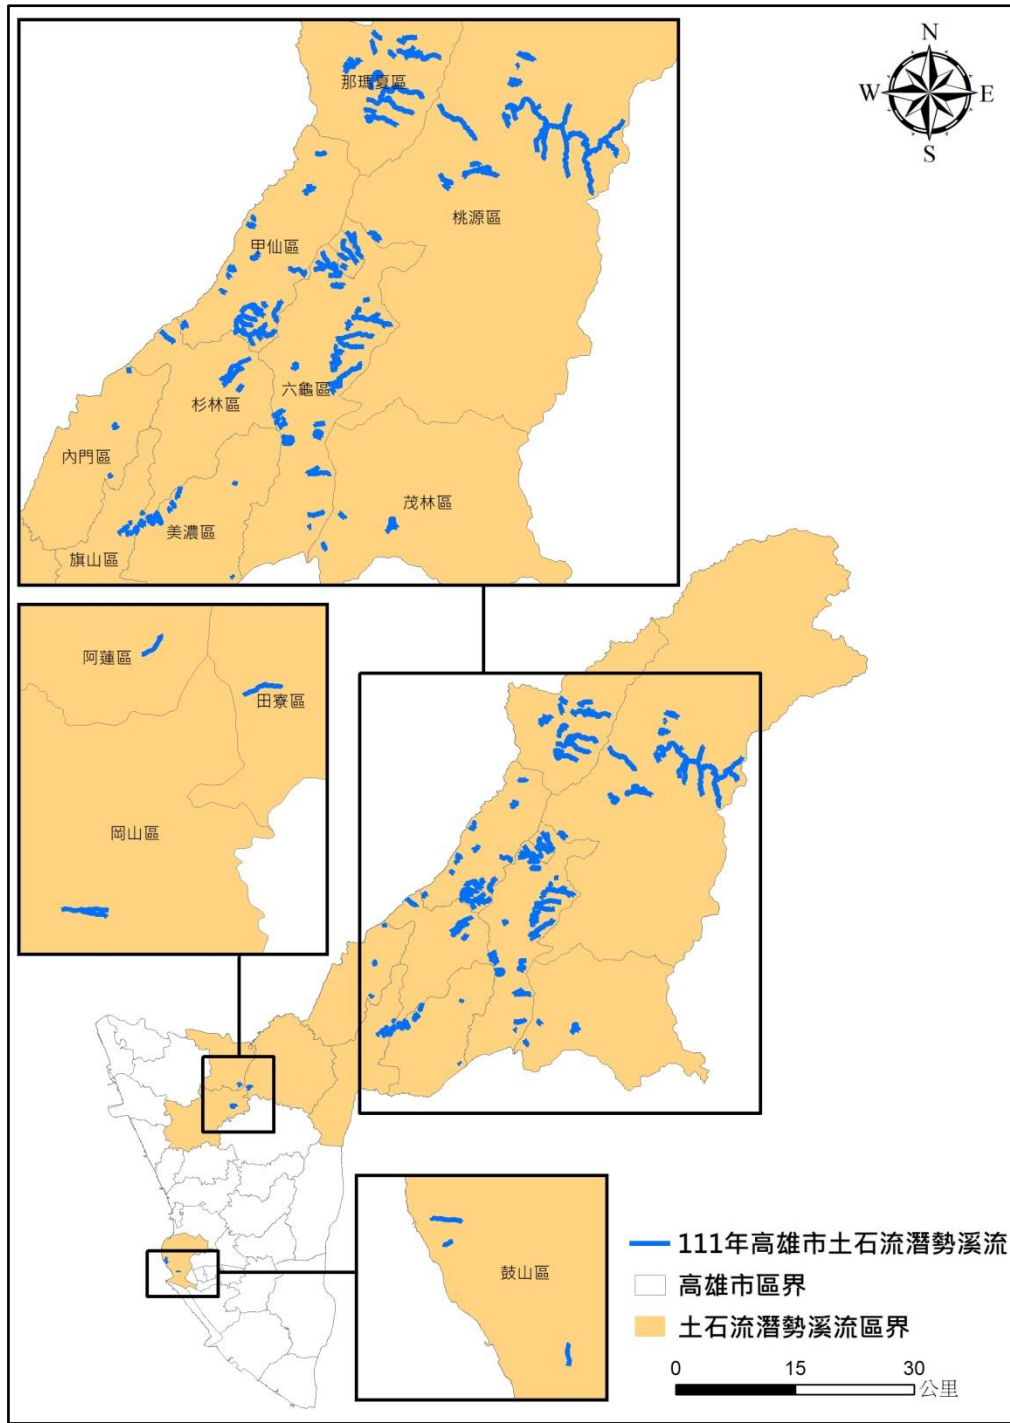 N
W E
S
那瑪夏區
桃源區
甲仙區
六龜區
杉林區
內門區
茂林區
美濃區
旗山區
阿蓮區
田寮區
岡山區
鼓山區
111年高雄市土石流潛勢溪流
高雄市區界
土石流潛勢溪流區界
0 15 30
公里